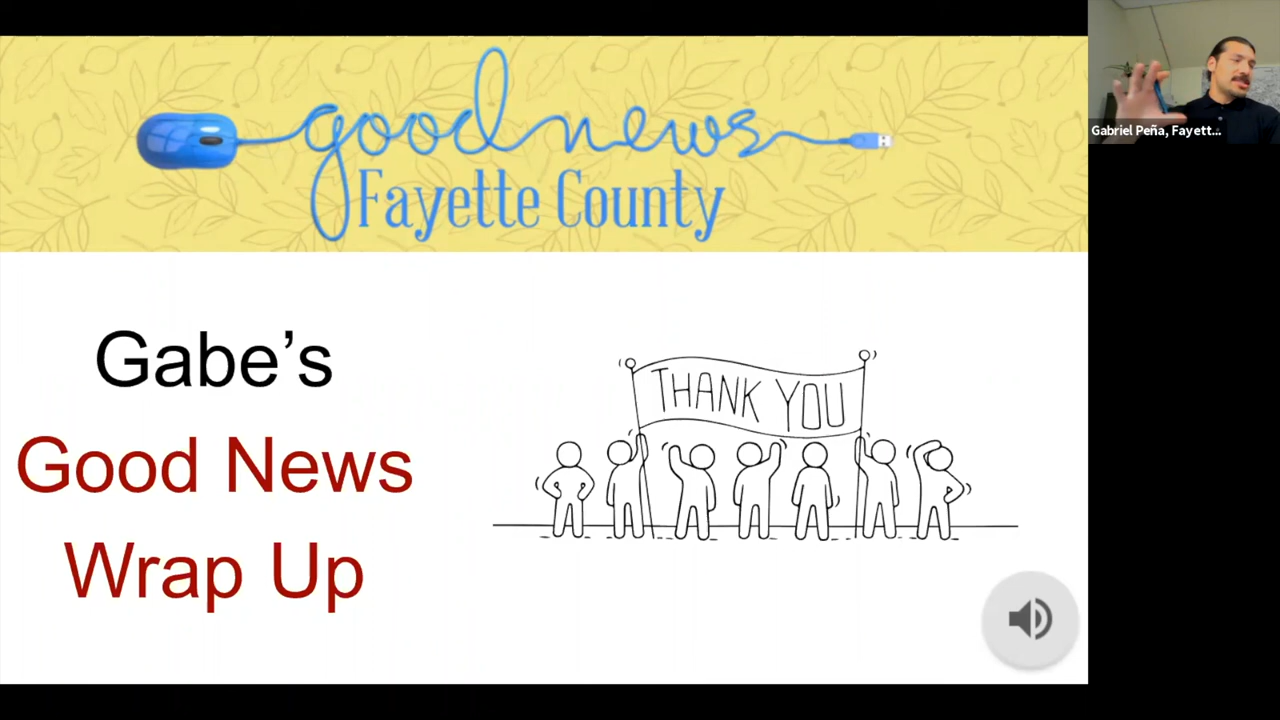 good news
Fayette County
Gabe's
Good News
Wrap Up
THANK YOU
Gabriel Peña, Fayett...